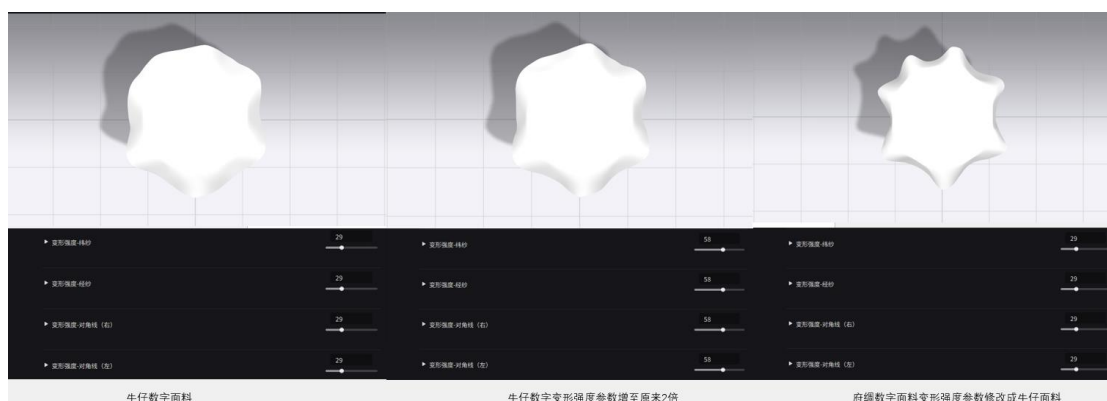 变形强度-纬纱 29
变形强度-经纱 29
变形强度-对角线（右） 29
变形强度-对角线（左） 29
牛仔数字面料
变形强度-纬纱 58
变形强度-经纱 58
变形强度-对角线（右） 58
变形强度-对角线（左） 58
牛仔数字变形强度参数增至原来2倍
变形强度-纬纱 29
变形强度-经纱 29
变形强度-对角线（右） 29
变形强度-对角线（左） 29
府绸数字面料变形强度参数修改成牛仔面料